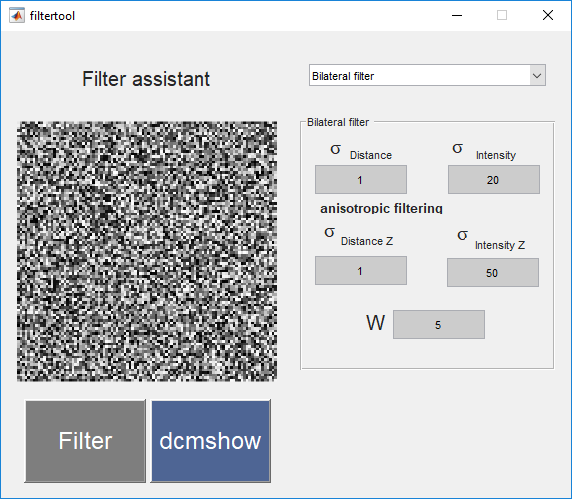 filtertool
Filter assistant
Bilateral filter
Bilateral filter
σ Distance
σ Intensity
1
20
anisotropic filtering
σ Distance Z
σ Intensity Z
1
50
W 5
Filter
dcmshow